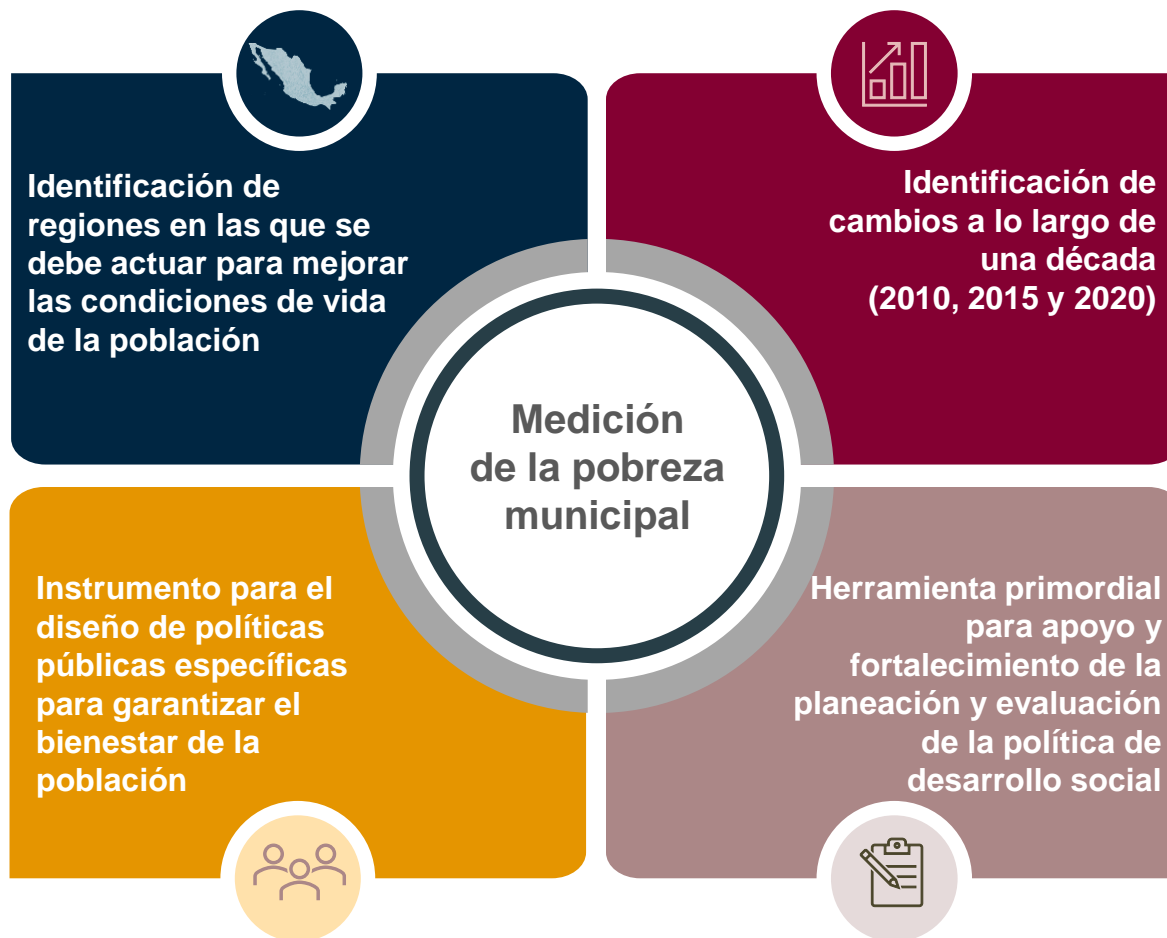 Identificación de
regiones en las que se
debe actuar para mejorar
las condiciones de vida
de la población
Identificación de
cambios a lo largo de
una década
(2010, 2015 y 2020)
Medición
de la pobreza
municipal
Instrumento para el
diseño de políticas
públicas específicas
para garantizar el
bienestar de la
población
Herramienta primordial
para apoyo y
fortalecimiento de la
planeación y evaluación
de la política de
desarrollo social